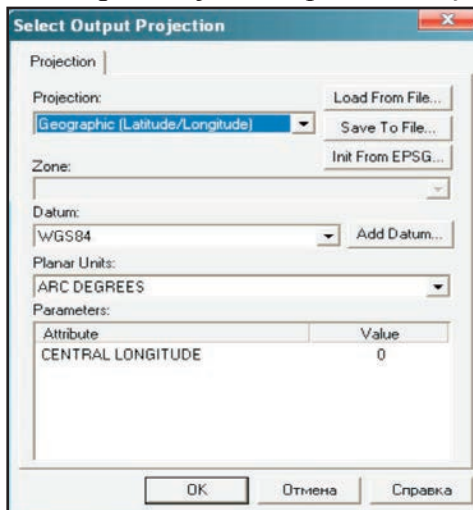 Select Output Projection
Projection
Projection:
Load From File...
Geographic (Latitude/Longitude)
Save To File...
Init From EPSG...
Zone:
Datum:
WGS84
Add Datum...
Planar Units:
ARC DEGREES
Parameters:
Attribute Value
CENTRAL LONGITUDE 0
OK Отмена Справка